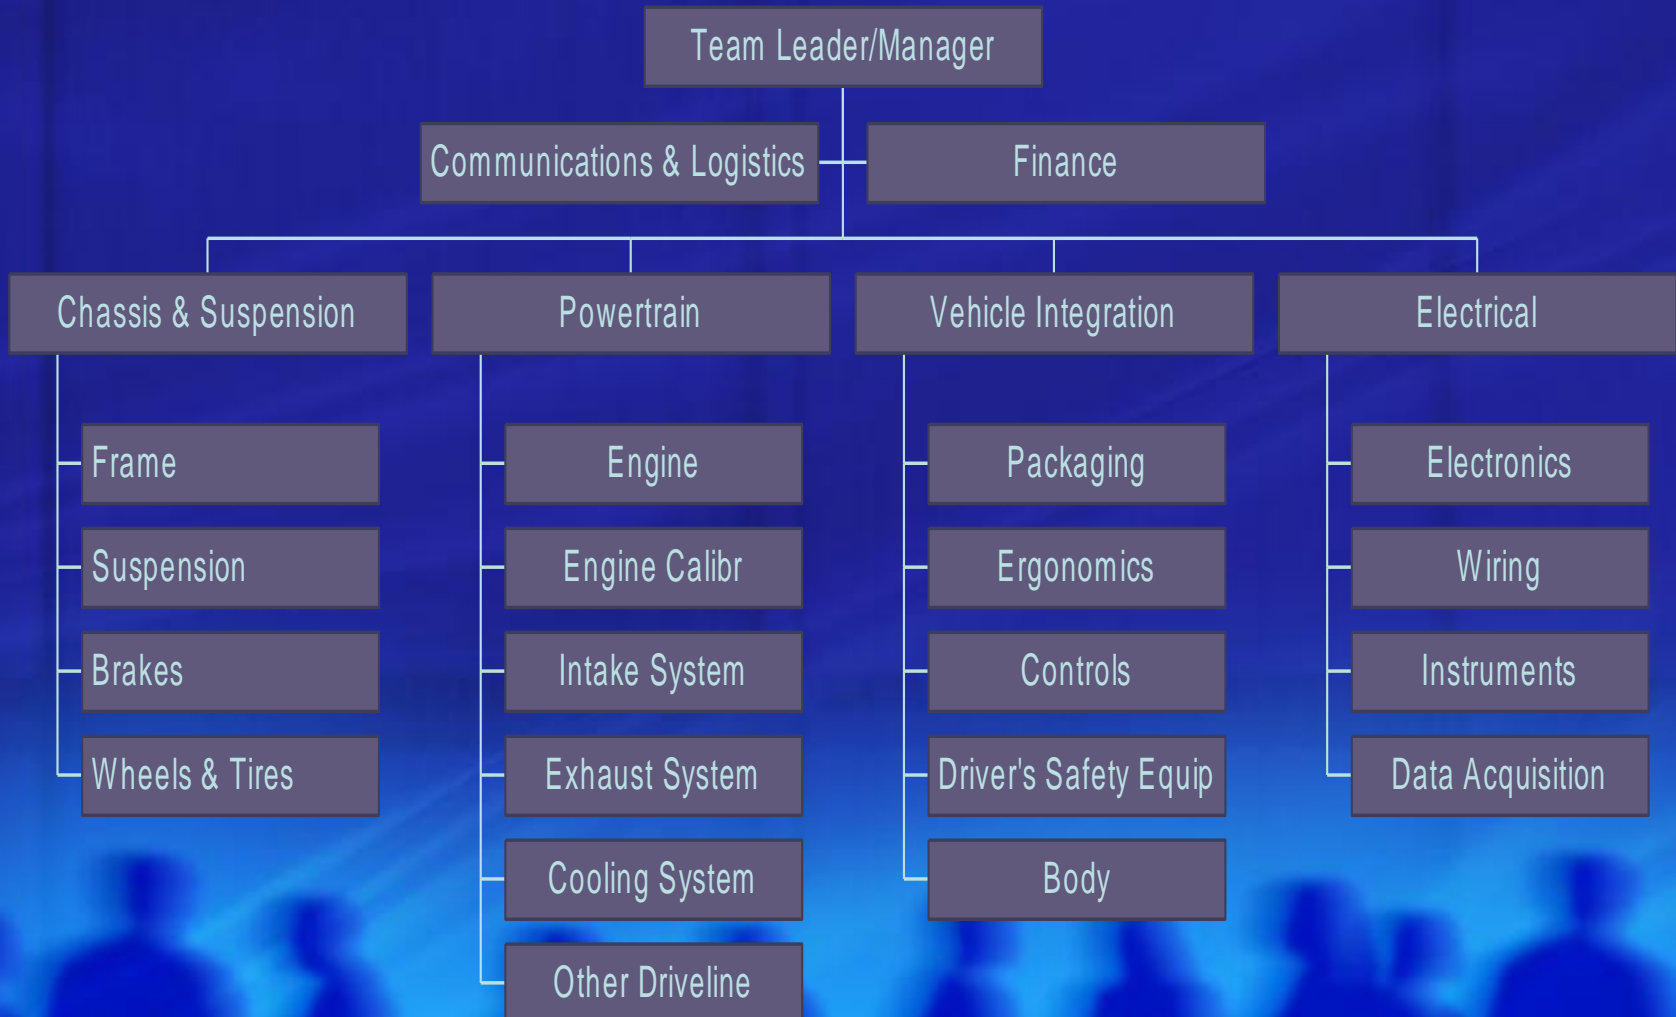 Team Leader/Manager
Communications & Logistics
Finance
Chassis & Suspension
Powertrain
Vehicle Integration
Electrical
Frame
Suspension
Brakes
Wheels & Tires
Engine
Engine Calibr
Intake System
Exhaust System
Cooling System
Other Driveline
Packaging
Ergonomics
Controls
Driver's Safety Equip
Body
Electronics
Wiring
Instruments
Data Acquisition